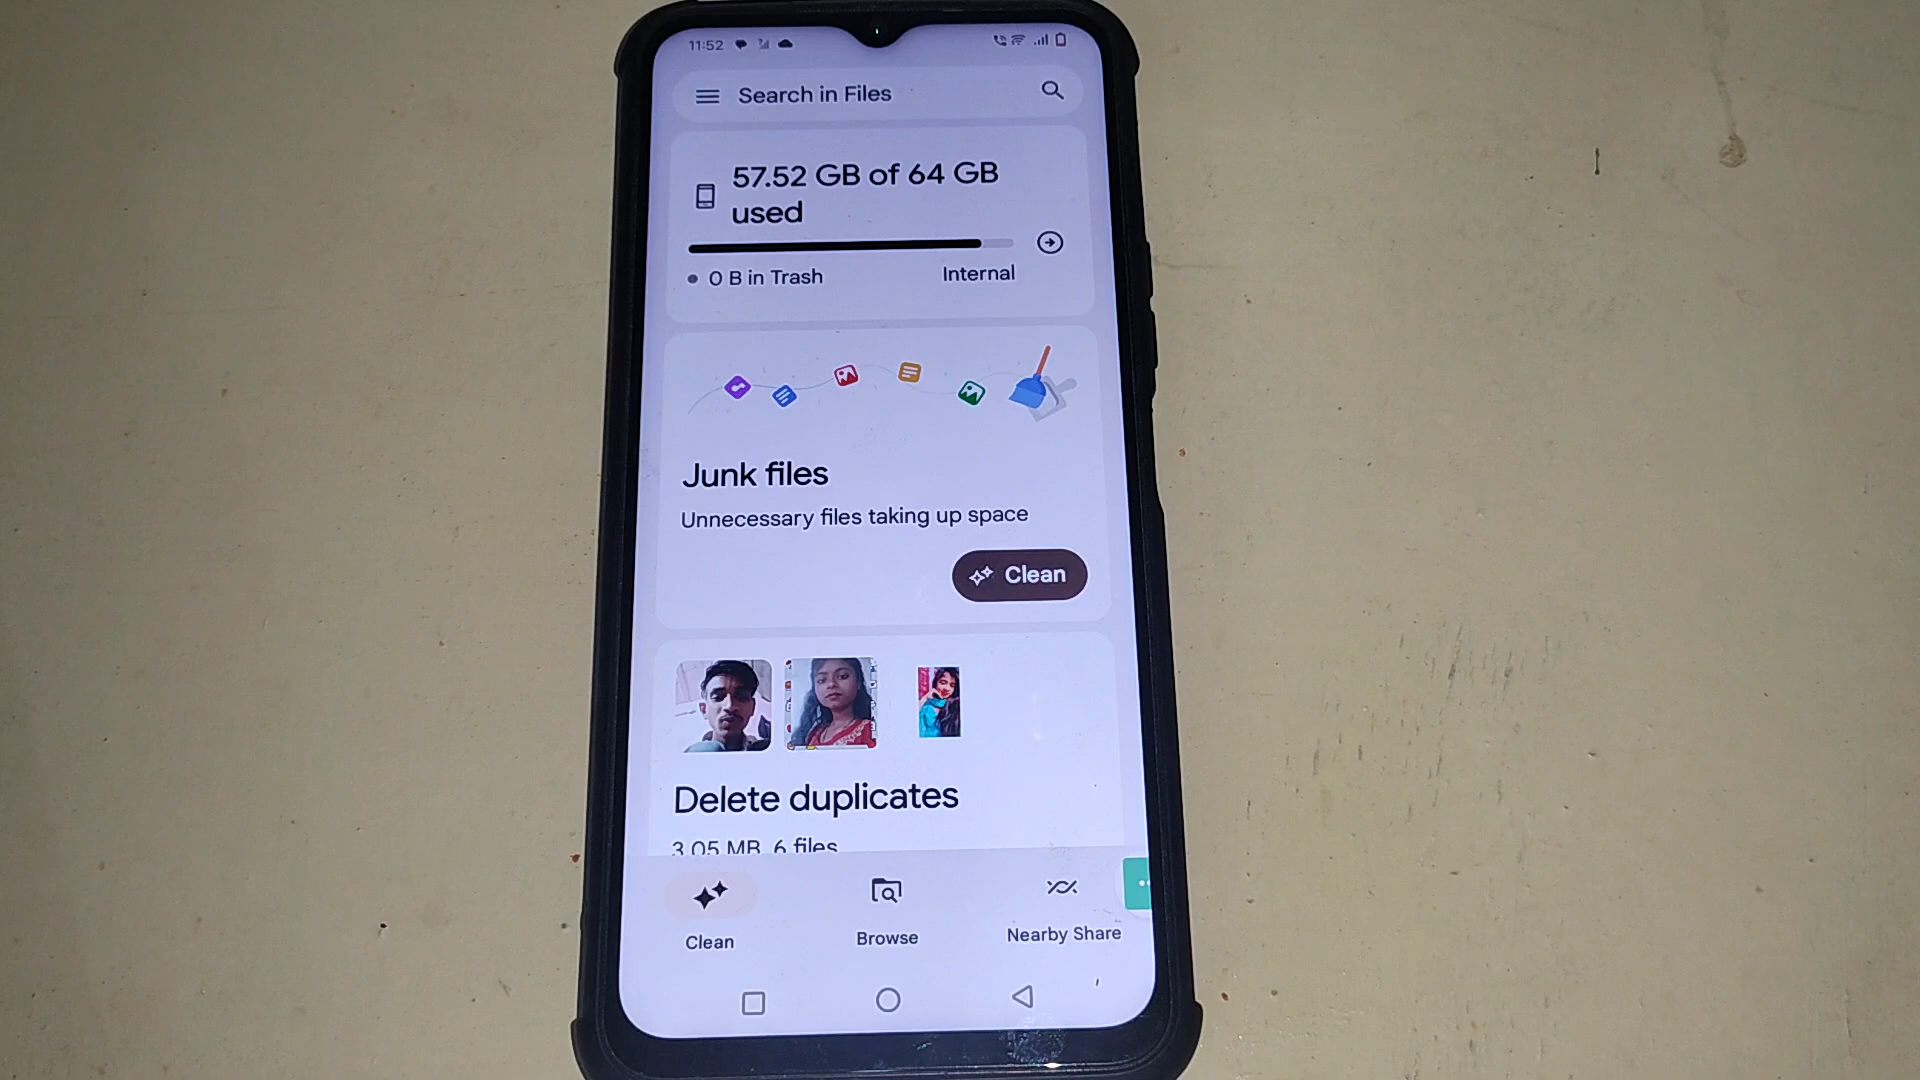 11:52
Search in Files
57.52 GB of 64 GB
used
0 B in Trash
Internal
Junk files
Unnecessary files taking up space
Clean
Delete duplicates
3.05 MB, 6 files
Clean
Browse
Nearby Share